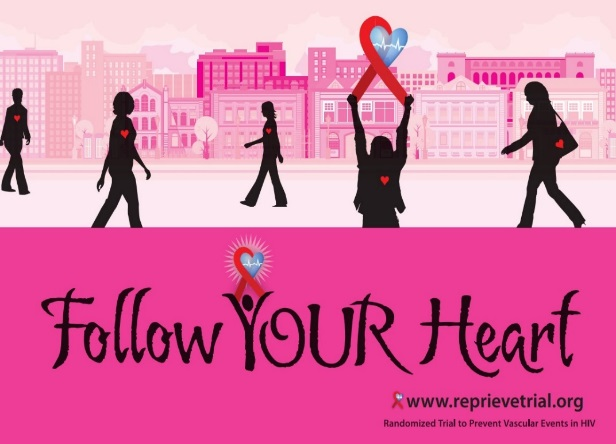 Follow YOUR Heart
www.reprievetrial.org
Randomized Trial to Prevent Vascular Events in HIV